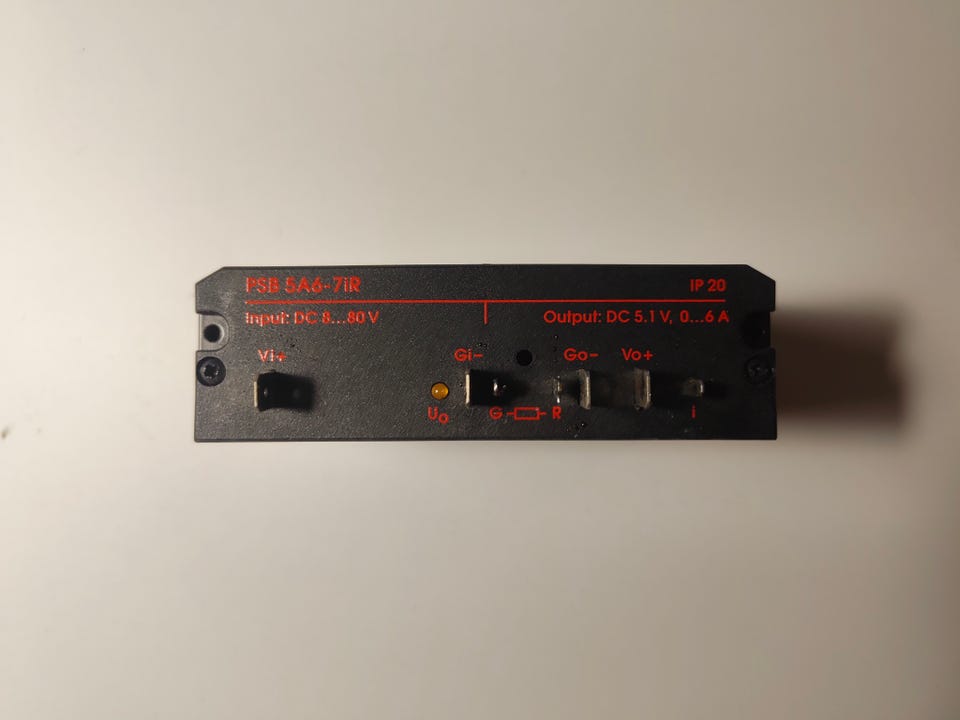 PSB 5A6-7iR IP 20
Input: DC 8...80 V Output: DC 5.1 V, 0...6 A
Vi+ Gi− Go− Vo+
Uo G R i